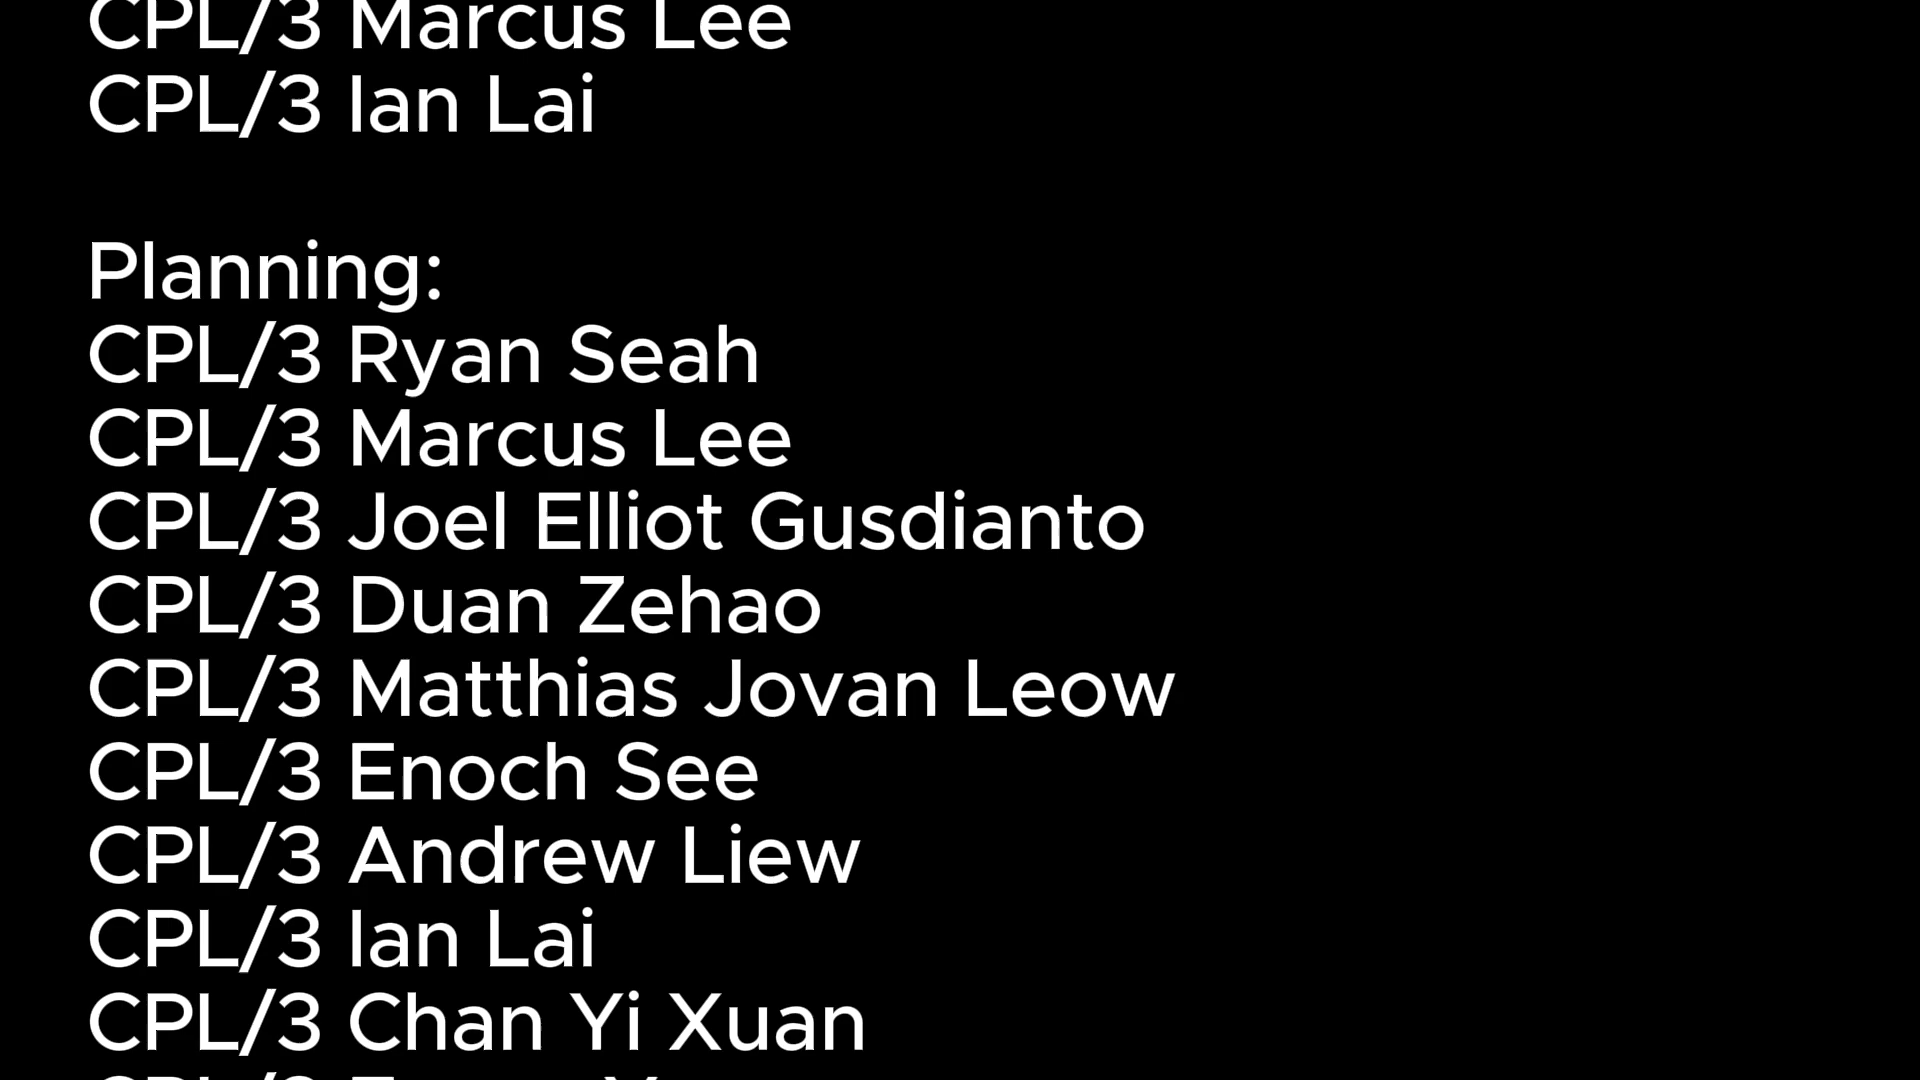 CPL/3 Marcus Lee
CPL/3 Ian Lai
Planning:
CPL/3 Ryan Seah
CPL/3 Marcus Lee
CPL/3 Joel Elliot Gusdianto
CPL/3 Duan Zehao
CPL/3 Matthias Jovan Leow
CPL/3 Enoch See
CPL/3 Andrew Liew
CPL/3 Ian Lai
CPL/3 Chan Yi Xuan
CPL/3